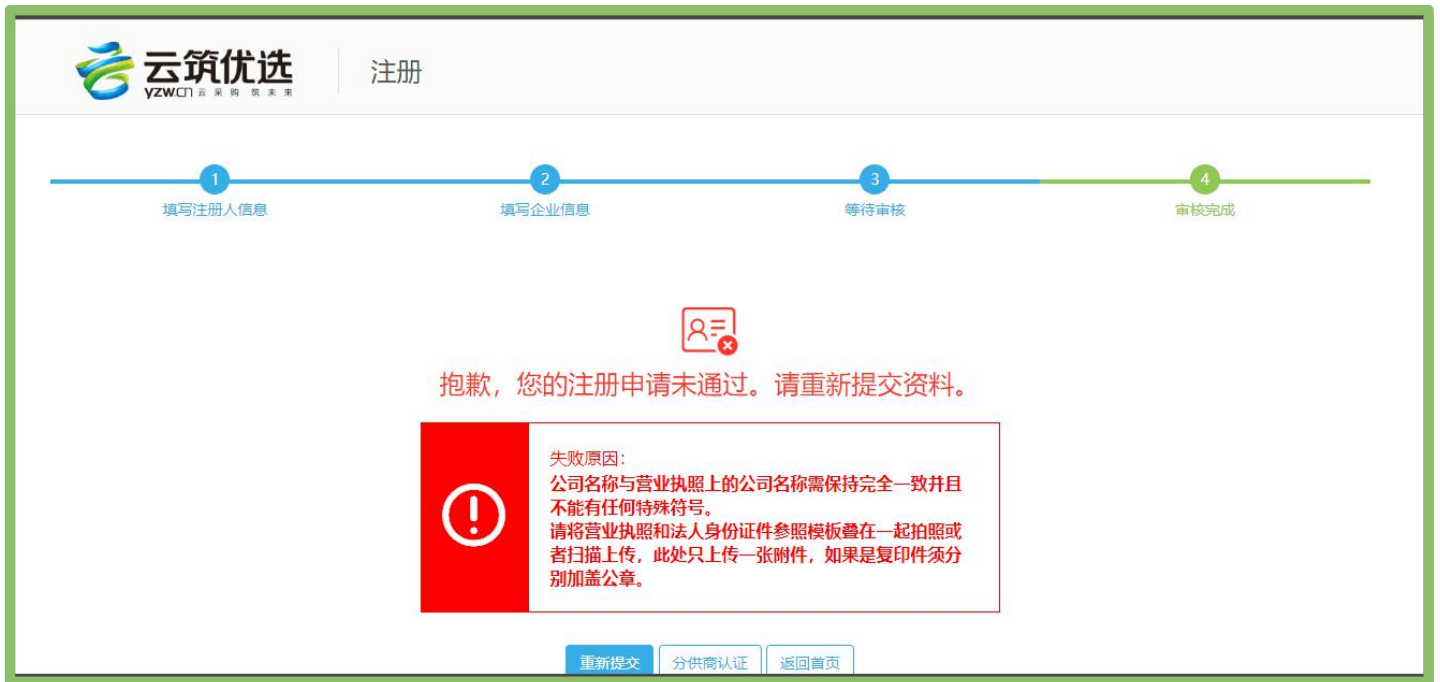 云筑优选
yzw.cn 云采购 筑未来
注册
1
2
3
4
填写注册人信息
填写企业信息
等待审核
审核完成
抱歉，您的注册申请未通过。请重新提交资料。
失败原因：
公司名称与营业执照上的公司名称需保持完全一致并且
不能有任何特殊符号。
请将营业执照和法人身份证件参照模板叠在一起拍照或
者扫描上传，此处只上传一张附件，如果是复印件须分
别加盖公章。
重新提交
分供商认证
返回首页